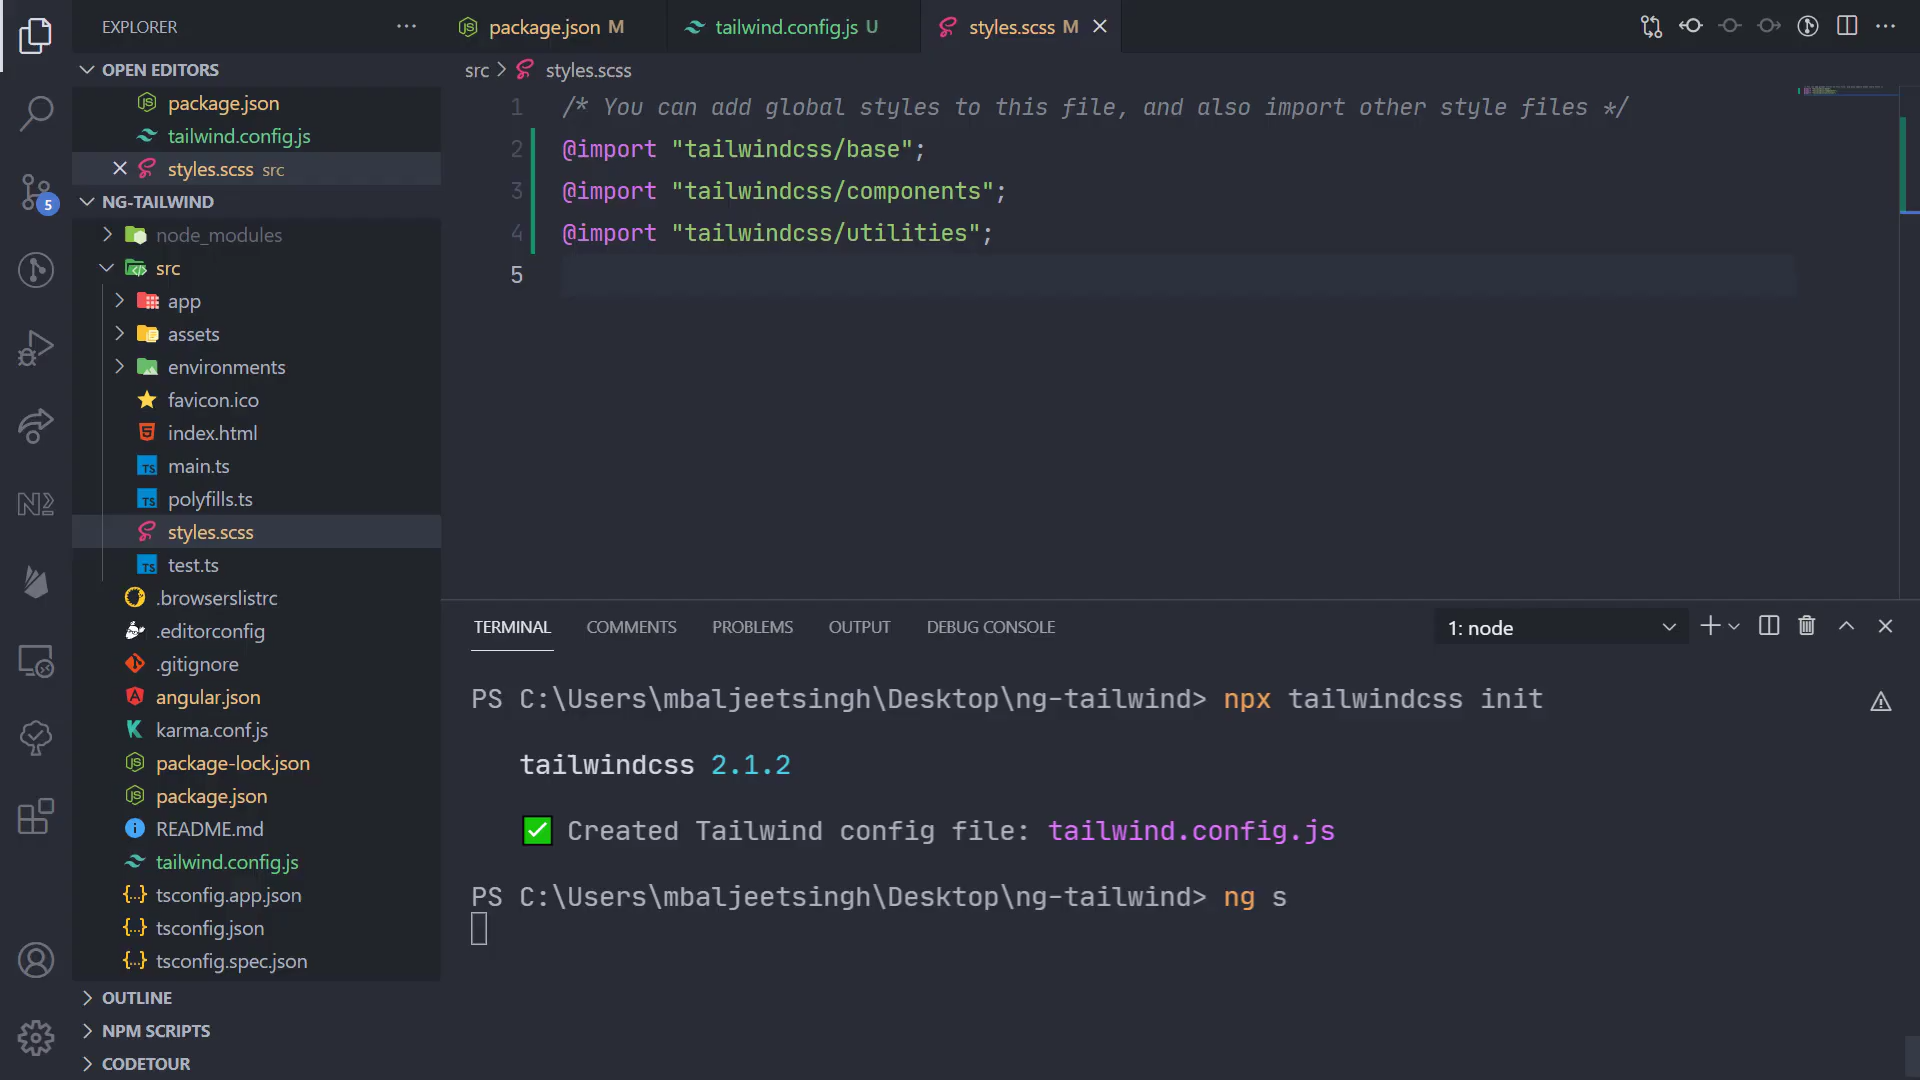 EXPLORER
OPEN EDITORS
package.json
tailwind.config.js
styles.scss src
NG-TAILWIND
node_modules
src
app
assets
environments
favicon.ico
index.html
main.ts
polyfills.ts
styles.scss
test.ts
.browserslistrc
.editorconfig
.gitignore
angular.json
karma.conf.js
package-lock.json
package.json
README.md
tailwind.config.js
tsconfig.app.json
tsconfig.json
tsconfig.spec.json
OUTLINE
NPM SCRIPTS
CODETOUR
5
package.json M
tailwind.config.js U
styles.scss M
src > styles.scss
1 /* You can add global styles to this file, and also import other style files */
2 @import "tailwindcss/base";
3 @import "tailwindcss/components";
4 @import "tailwindcss/utilities";
5
TERMINAL COMMENTS PROBLEMS OUTPUT DEBUG CONSOLE
1: node
PS C:\Users\mbaljeetsingh\Desktop\ng-tailwind> npx tailwindcss init
tailwindcss 2.1.2
✅ Created Tailwind config file: tailwind.config.js
PS C:\Users\mbaljeetsingh\Desktop\ng-tailwind> ng s